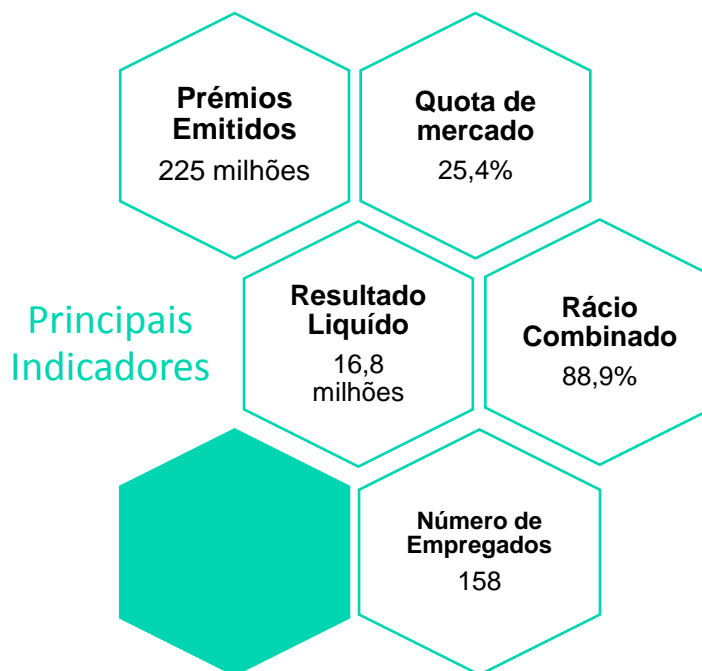 Prémios
Emitidos
225 milhões
Quota de
mercado
25,4%
Principais
Indicadores
Resultado
Liquído
16,8
milhões
Rácio
Combinado
88,9%
Número de
Empregados
158